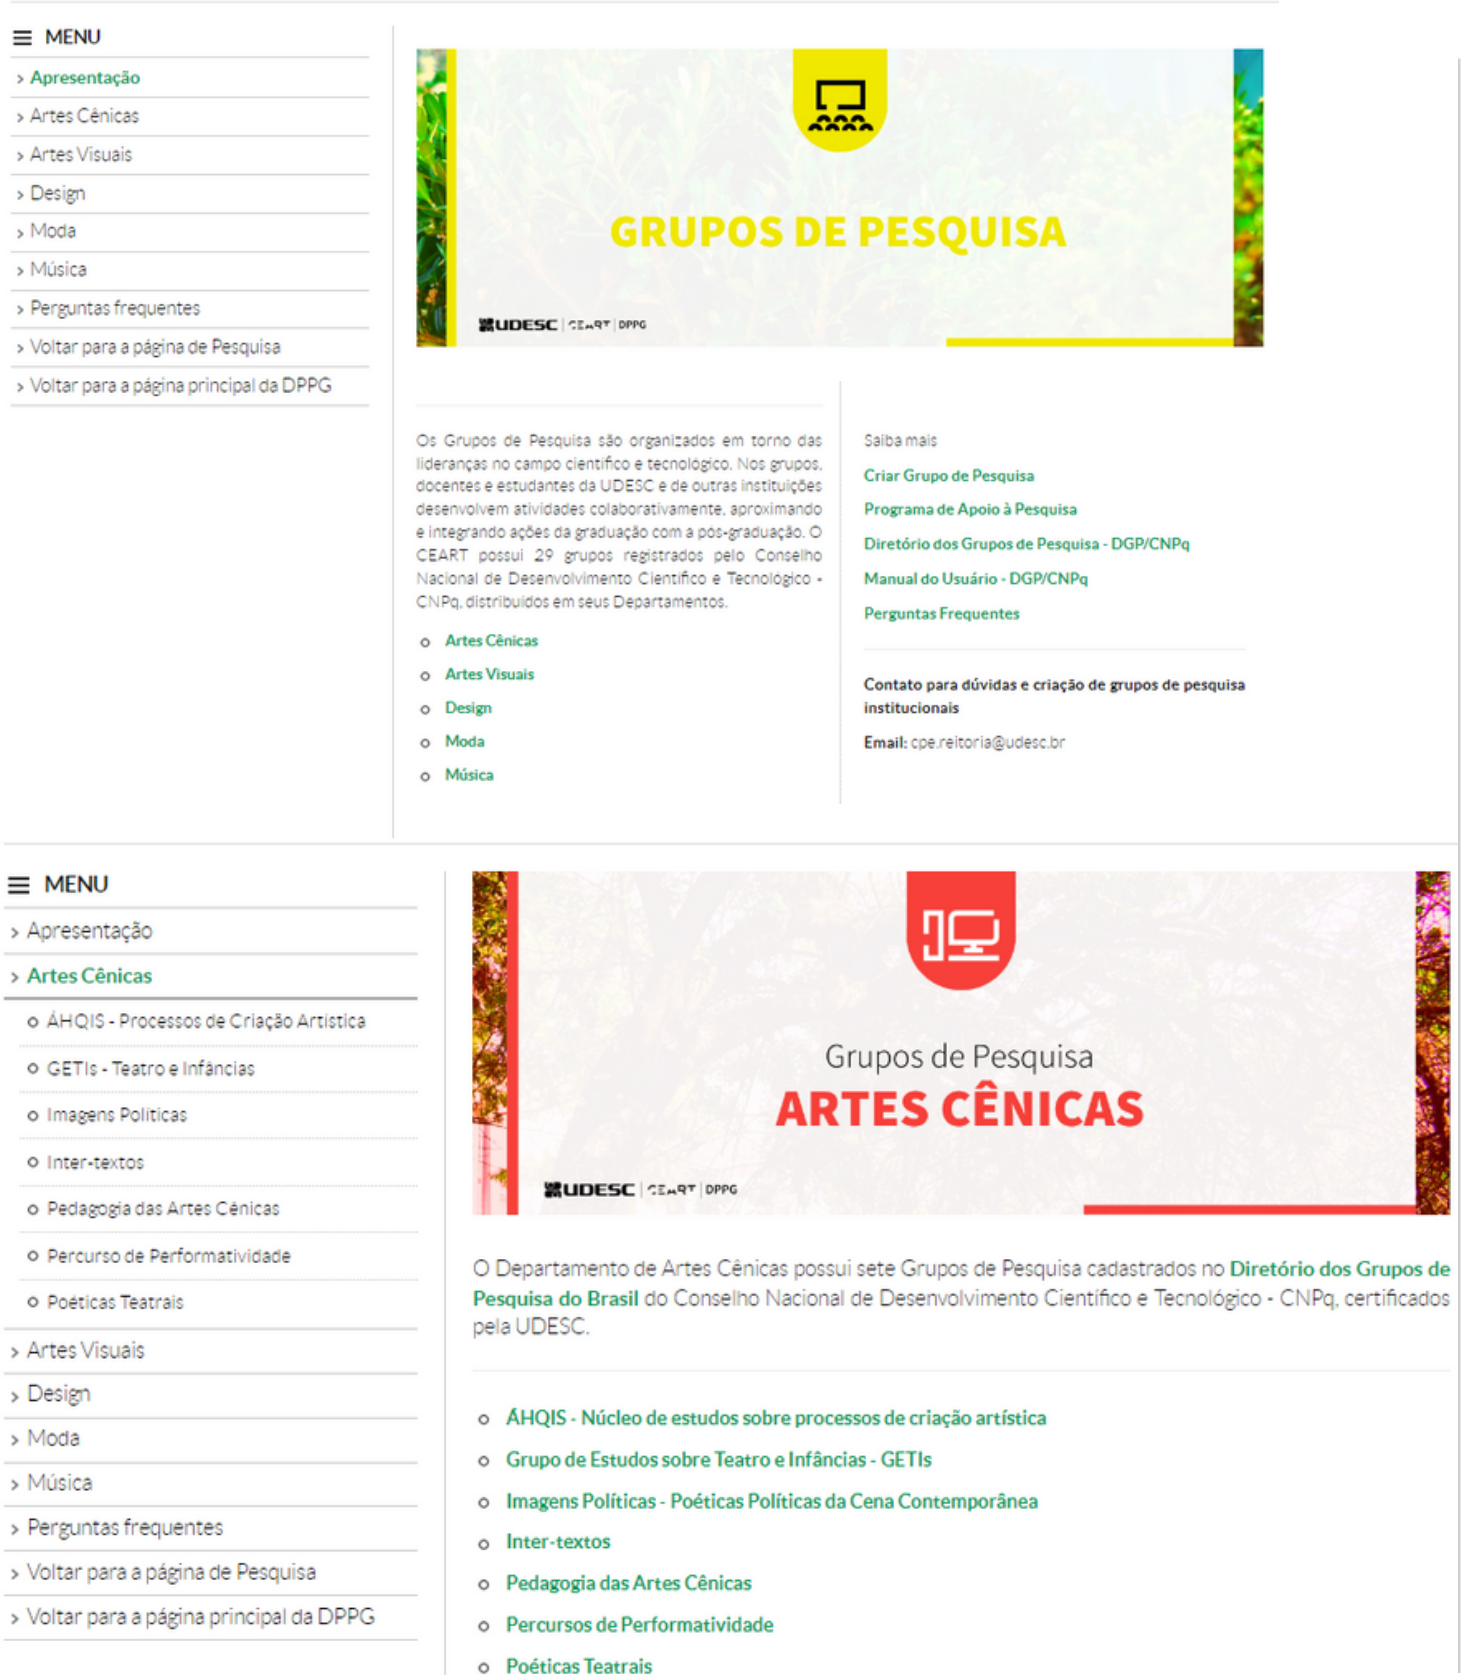 MENU
Apresentação
Artes Cênicas
Artes Visuais
Design
Moda
Música
Perguntas frequentes
Voltar para a página de Pesquisa
Voltar para a página principal da DPPG
GRUPOS DE PESQUISA
UDESC | CEART | DPPG
Os Grupos de Pesquisa são organizados em torno das
lideranças no campo científico e tecnológico. Nos grupos,
docentes e estudantes da UDESC e de outras instituições
desenvolvem atividades colaborativamente, aproximando
e integrando ações da graduação com a pós-graduação. O
CEART possui 29 grupos registrados pelo Conselho
Nacional de Desenvolvimento Científico e Tecnológico -
CNPq, distribuídos em seus Departamentos.
Artes Cênicas
Artes Visuais
Design
Moda
Música
Saiba mais
Criar Grupo de Pesquisa
Programa de Apoio à Pesquisa
Diretório dos Grupos de Pesquisa - DGP/CNPq
Manual do Usuário - DGP/CNPq
Perguntas Frequentes
Contato para dúvidas e criação de grupos de pesquisa
institucionais
Email: cpe.reitoria@udesc.br
MENU
Apresentação
Artes Cênicas
ÁHQIS - Processos de Criação Artística
GETIs - Teatro e Infâncias
Imagens Políticas
Inter-textos
Pedagogia das Artes Cênicas
Percurso de Performatividade
Poéticas Teatrais
Artes Visuais
Design
Moda
Música
Perguntas frequentes
Voltar para a página de Pesquisa
Voltar para a página principal da DPPG
Grupos de Pesquisa
ARTES CÊNICAS
UDESC | CEART | DPPG
O Departamento de Artes Cênicas possui sete Grupos de Pesquisa cadastrados no Diretório dos Grupos de
Pesquisa do Brasil do Conselho Nacional de Desenvolvimento Científico e Tecnológico - CNPq, certificados
pela UDESC.
ÁHQIS - Núcleo de estudos sobre processos de criação artística
Grupo de Estudos sobre Teatro e Infâncias - GETIs
Imagens Políticas - Poéticas Políticas da Cena Contemporânea
Inter-textos
Pedagogia das Artes Cênicas
Percursos de Performatividade
Poéticas Teatrais